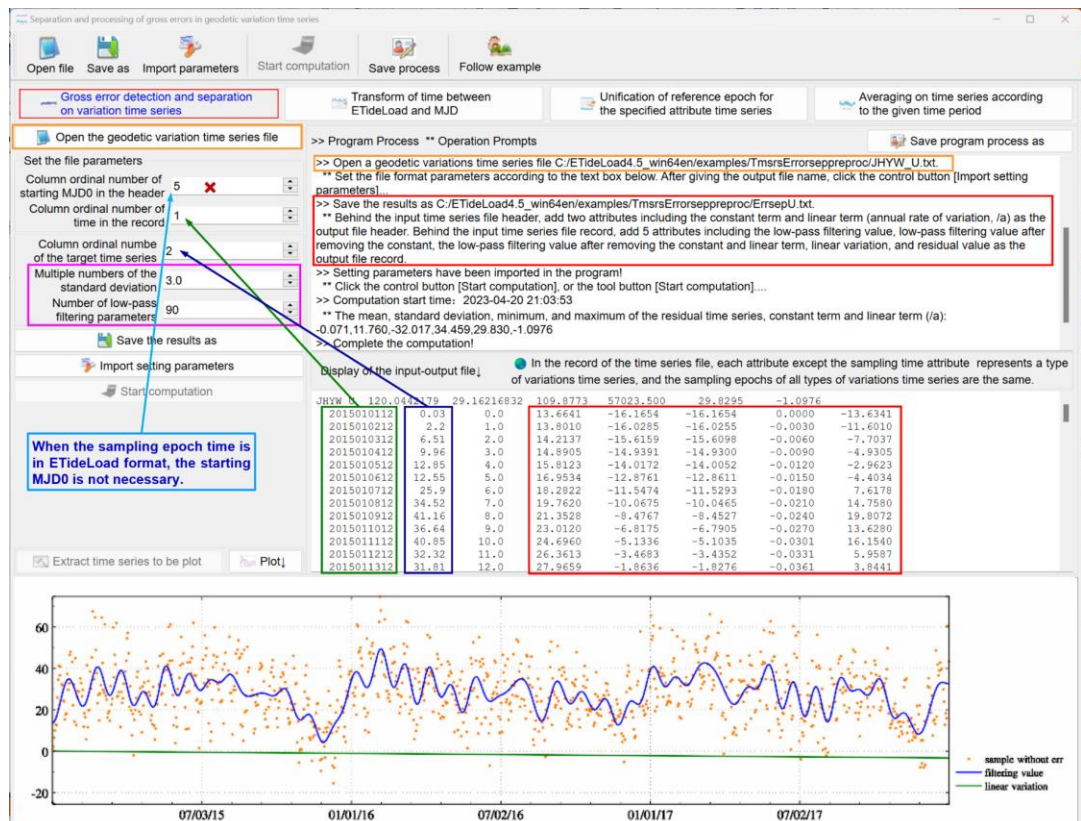 Separation and processing of gross errors in geodetic variation time series
Open file Save as Import parameters Start computation Save process Follow example
Gross error detection and separation
on variation time series
Transform of time between
ETideLoad and MJD
Unification of reference epoch for
the specified attribute time series
Averaging on time series according
to the given time period
Open the geodetic variation time series file
>> Program Process ** Operation Prompts
Save program process as
Set the file parameters
Column ordinal number of
starting MJD0 in the header
5
Column ordinal number of
time in the record
1
Column ordinal numbe
of the target time series
2
Multiple numbers of the
standard deviation
3.0
Number of low-pass
filtering parameters
90
Save the results as
Import setting parameters
Start computation
When the sampling epoch time is
in ETideLoad format, the starting
MJD0 is not necessary.
Extract time series to be plot
Plot↓
>> Open a geodetic variations time series file C:/ETideLoad4.5_win64en/examples/TmsrsErrorseppreproc/JHYW_U.txt.
** Set the file format parameters according to the text box below. After giving the output file name, click the control button [Import setting
parameters]...
>> Save the results as C:/ETideLoad4.5_win64en/examples/TmsrsErrorseppreproc/ErrsepU.txt.
** Behind the input time series file header, add two attributes including the constant term and linear term (annual rate of variation, /a) as the
output file header. Behind the input time series file record, add 5 attributes including the low-pass filtering value, low-pass filtering value after
removing the constant, the low-pass filtering value after removing the constant and linear term, linear variation, and residual value as the
output file record.
>> Setting parameters have been imported in the program!
** Click the control button [Start computation], or the tool button [Start computation]....
>> Computation start time: 2023-04-20 21:03:53
** The mean, standard deviation, minimum, and maximum of the residual time series, constant term and linear term (/a):
-0.071,11.760,-32.017,34.459,29.830,-1.0976
>> Complete the computation!
Display of the input-output file↓
In the record of the time series file, each attribute except the sampling time attribute represents a type
of variations time series, and the sampling epochs of all types of variations time series are the same.
JHYW_U 120.0442179 29.16216832 109.8773 57023.500 29.8295 -1.0976
2015010112 0.03 0.0 13.6641 -16.1654 -16.1654 0.0000 -13.6341
2015010212 2.2 1.0 13.8010 -16.0285 -16.0255 -0.0030 -11.6010
2015010312 6.51 2.0 14.2137 -15.6159 -15.6098 -0.0060 -7.7037
2015010412 9.96 3.0 14.8905 -14.9391 -14.9300 -0.0090 -4.9305
2015010512 12.85 4.0 15.8123 -14.0172 -14.0052 -0.0120 -2.9623
2015010612 12.55 5.0 16.9534 -12.8761 -12.8611 -0.0150 -4.4034
2015010712 25.9 6.0 18.2822 -11.5474 -11.5293 -0.0180 7.6178
2015010812 34.52 7.0 19.7620 -10.0675 -10.0465 -0.0210 14.7580
2015010912 41.16 8.0 21.3528 -8.4767 -8.4527 -0.0240 19.8072
2015011012 36.64 9.0 23.0120 -6.8175 -6.7905 -0.0270 13.6280
2015011112 40.85 10.0 24.6960 -5.1336 -5.1035 -0.0301 16.1540
2015011212 32.32 11.0 26.3613 -3.4683 -3.4352 -0.0331 5.9587
2015011312 31.81 12.0 27.9659 -1.8636 -1.8276 -0.0361 3.8441
60
40
20
0
-20
07/03/15 01/01/16 07/02/16 01/01/17 07/02/17
sample without err
filtering value
linear variation